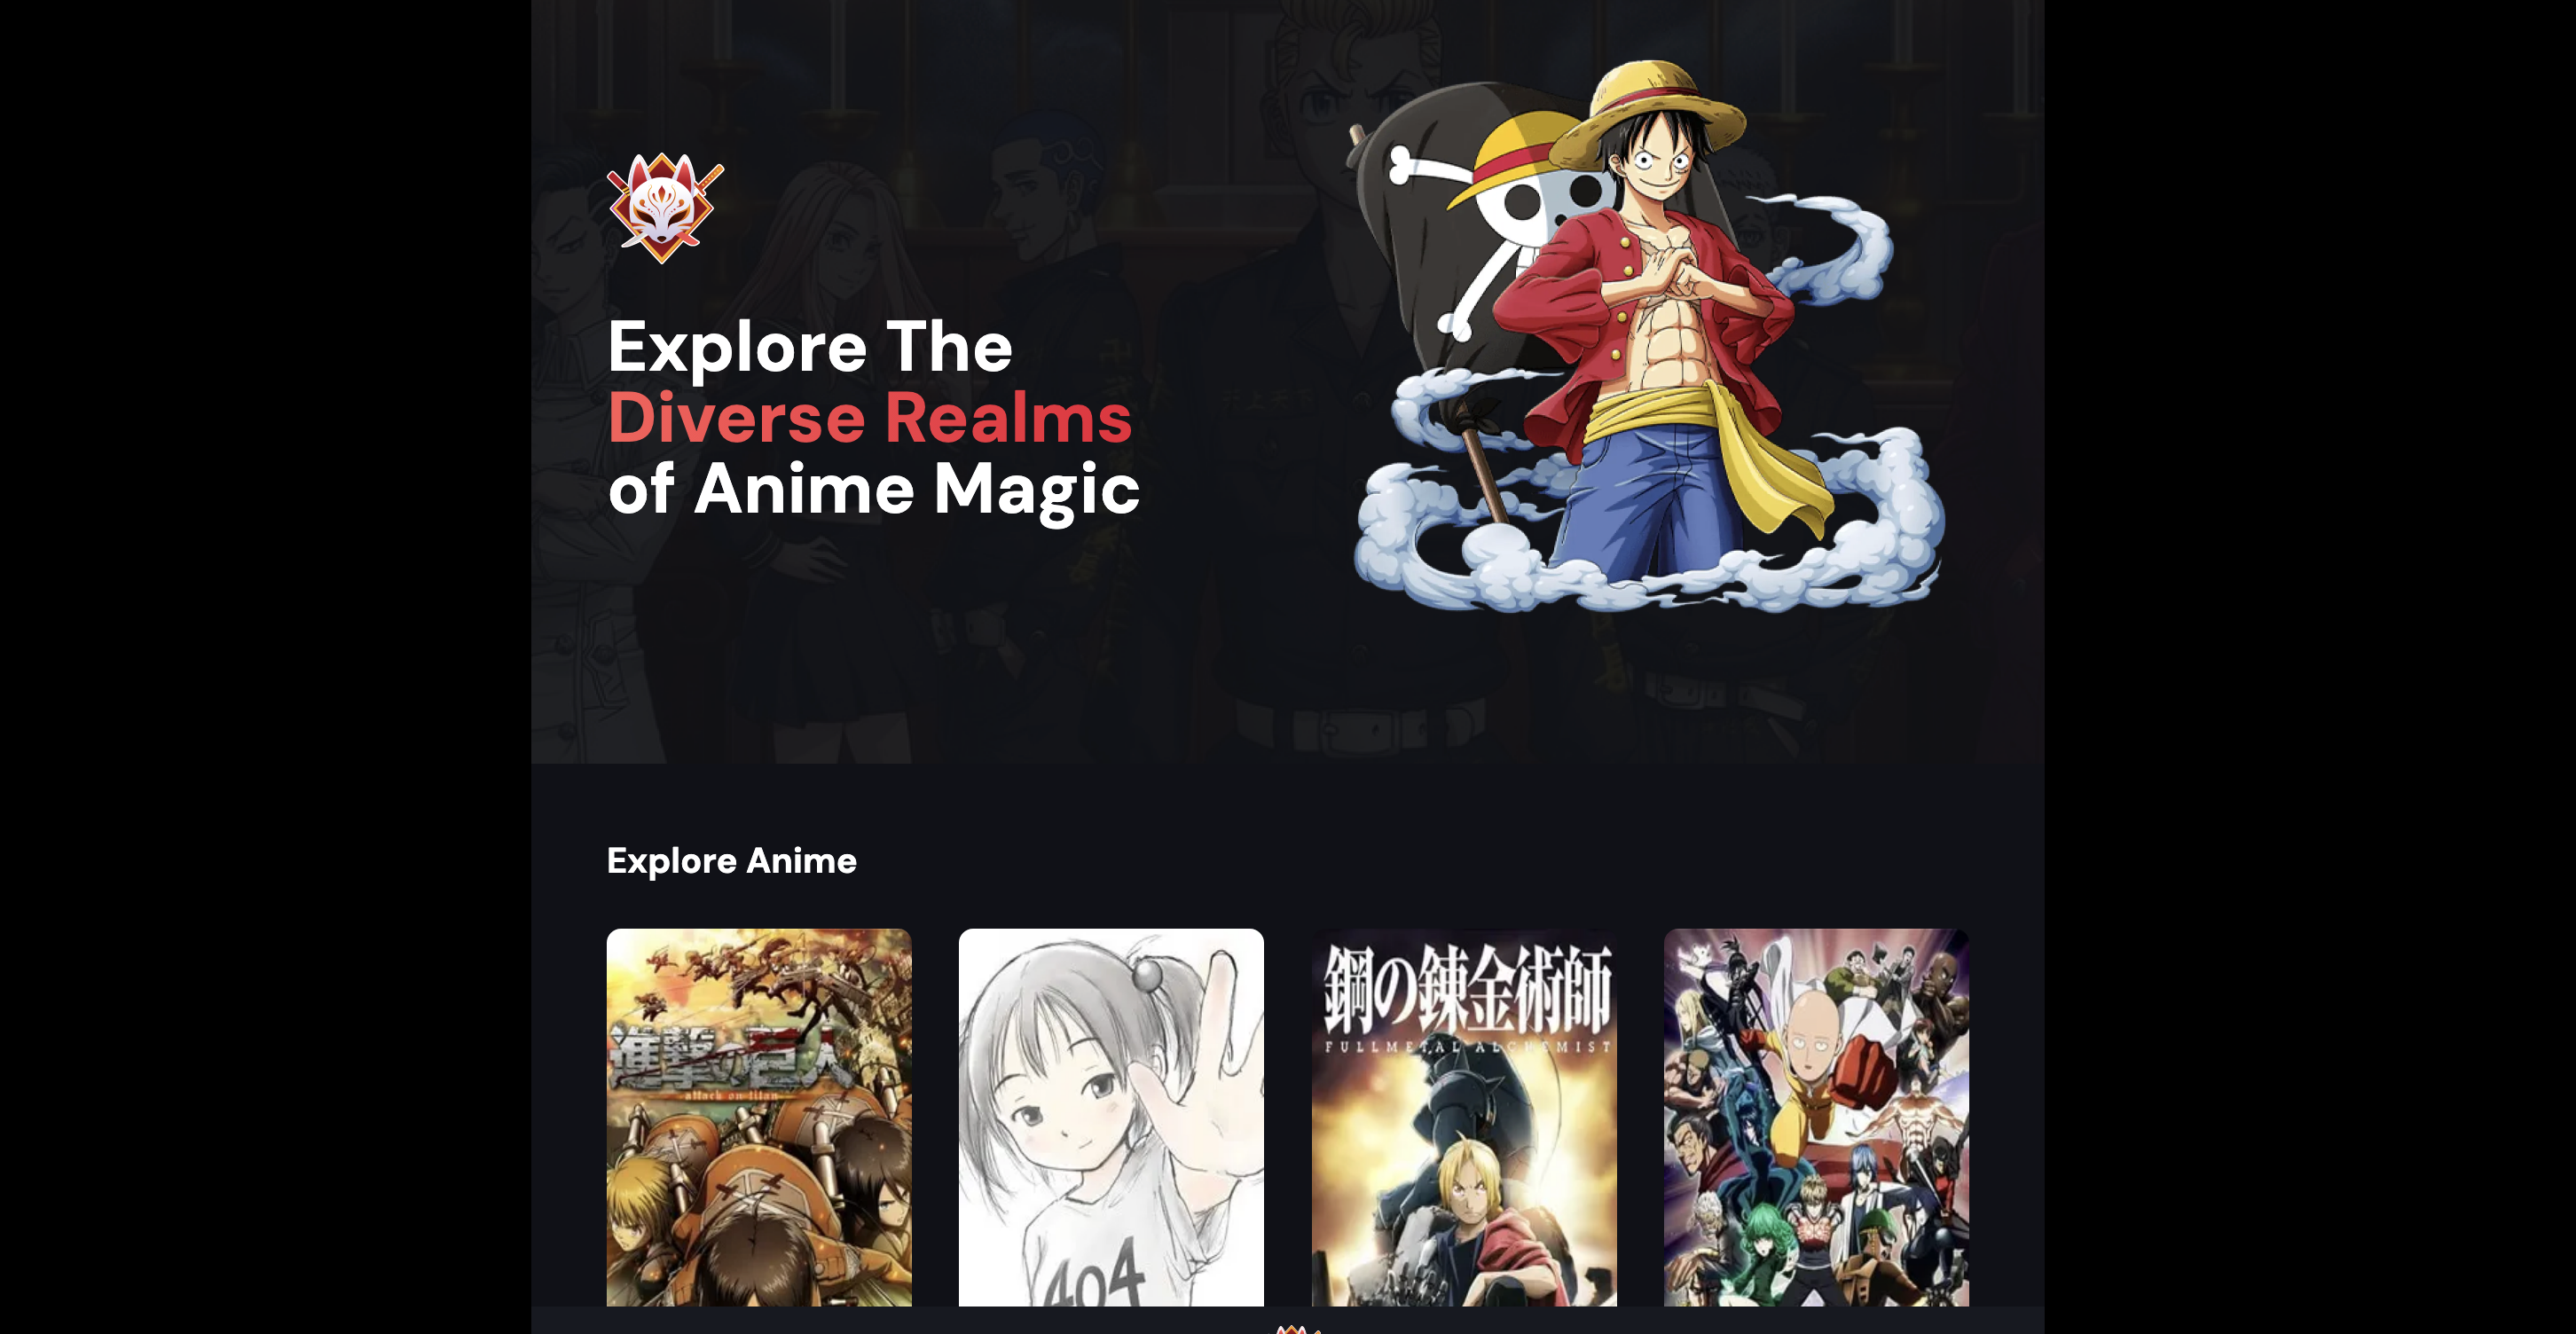 Explore The
Diverse Realms
of Anime Magic
Explore Anime
進撃の巨人
attack on titan
404
鋼の錬金術師
FULLMETAL ALCHEMIST